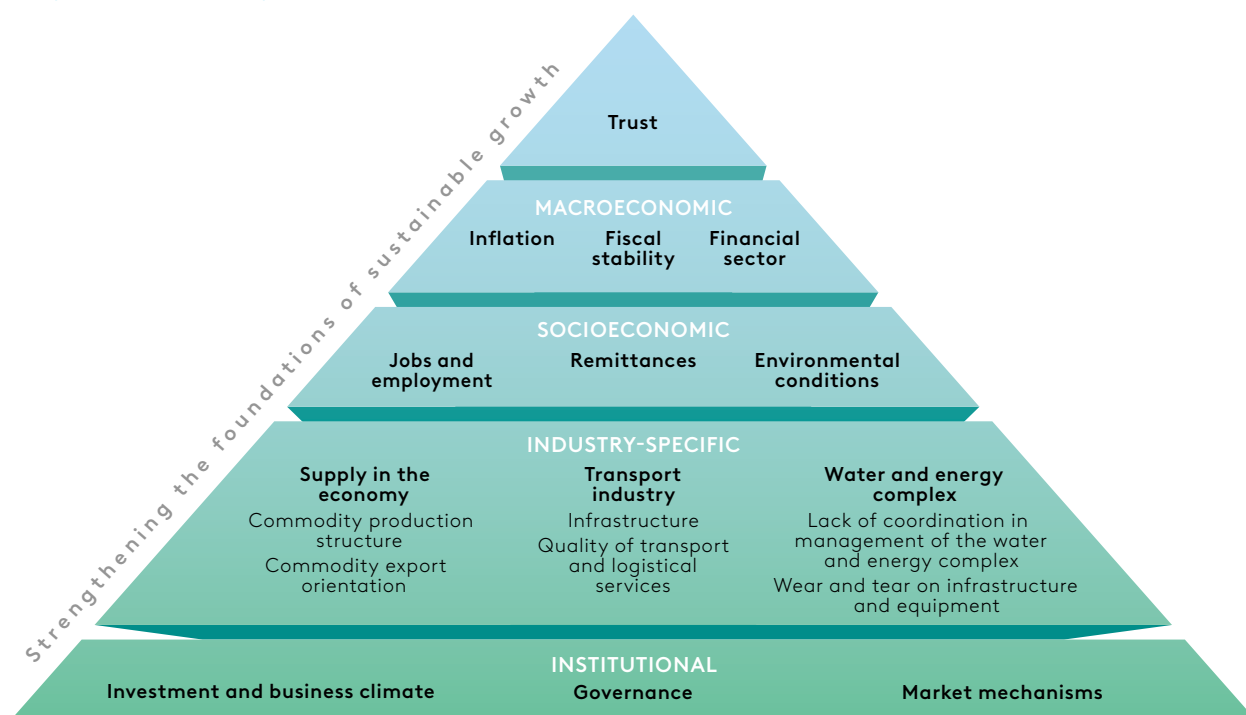 Strengthening the foundations of sustainable growth
Trust
MACROECONOMIC
Inflation
Fiscal
stability
Financial
sector
SOCIOECONOMIC
Jobs and
employment
Remittances
Environmental
conditions
INDUSTRY-SPECIFIC
Supply in the
economy
Commodity production
structure
Commodity export
orientation
Transport
industry
Infrastructure
Quality of transport
and logistical
services
Water and energy
complex
Lack of coordination in
management of the water
and energy complex
Wear and tear on infrastructure
and equipment
INSTITUTIONAL
Investment and business climate
Governance
Market mechanisms